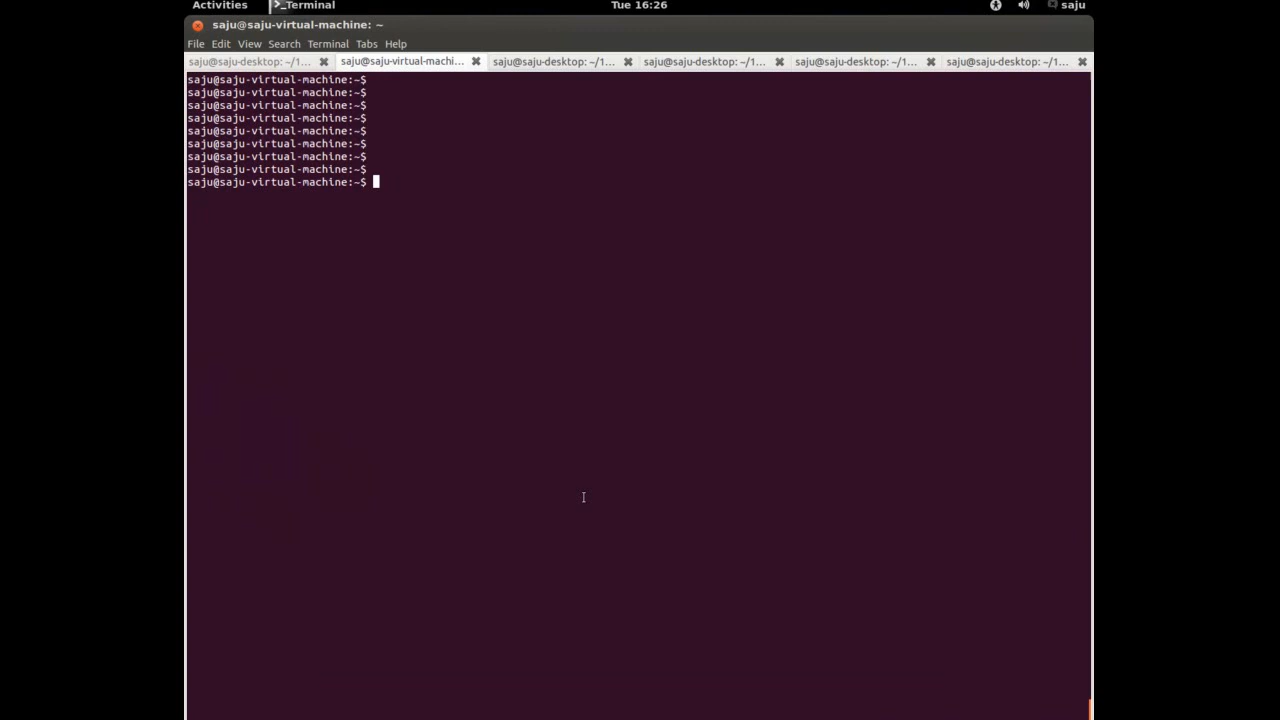 Activities >_Terminal Tue 16:26 saju
saju@saju-virtual-machine: ~
File Edit View Search Terminal Tabs Help
saju@saju-desktop: ~/1... saju@saju-virtual-machi... saju@saju-desktop: ~/1... saju@saju-desktop: ~/1... saju@saju-desktop: ~/1... saju@saju-desktop: ~/1...
saju@saju-virtual-machine:~$
saju@saju-virtual-machine:~$
saju@saju-virtual-machine:~$
saju@saju-virtual-machine:~$
saju@saju-virtual-machine:~$
saju@saju-virtual-machine:~$
saju@saju-virtual-machine:~$
saju@saju-virtual-machine:~$
saju@saju-virtual-machine:~$